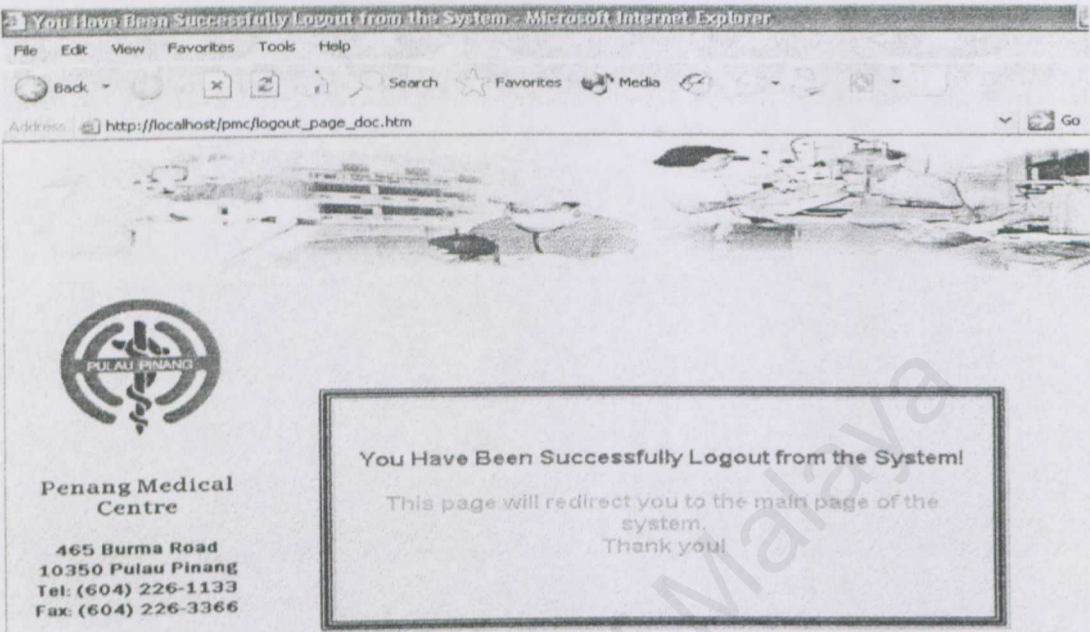 You Have Been Successfully Logout from the System - Microsoft Internet Explorer
File Edit View Favorites Tools Help
Back Search Favorites Media
Address http://localhost/pmc/logout_page_doc.htm Go
PULAU PINANG
Penang Medical
Centre
465 Burma Road
10350 Pulau Pinang
Tel: (604) 226-1133
Fax: (604) 226-3366
You Have Been Successfully Logout from the System!
This page will redirect you to the main page of the
system.
Thank you!
Malaya